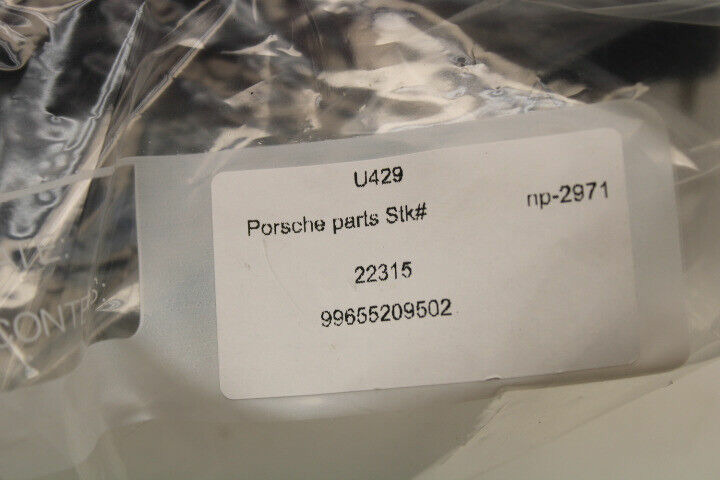 U429
Porsche parts Stk#
np-2971
22315
99655209502